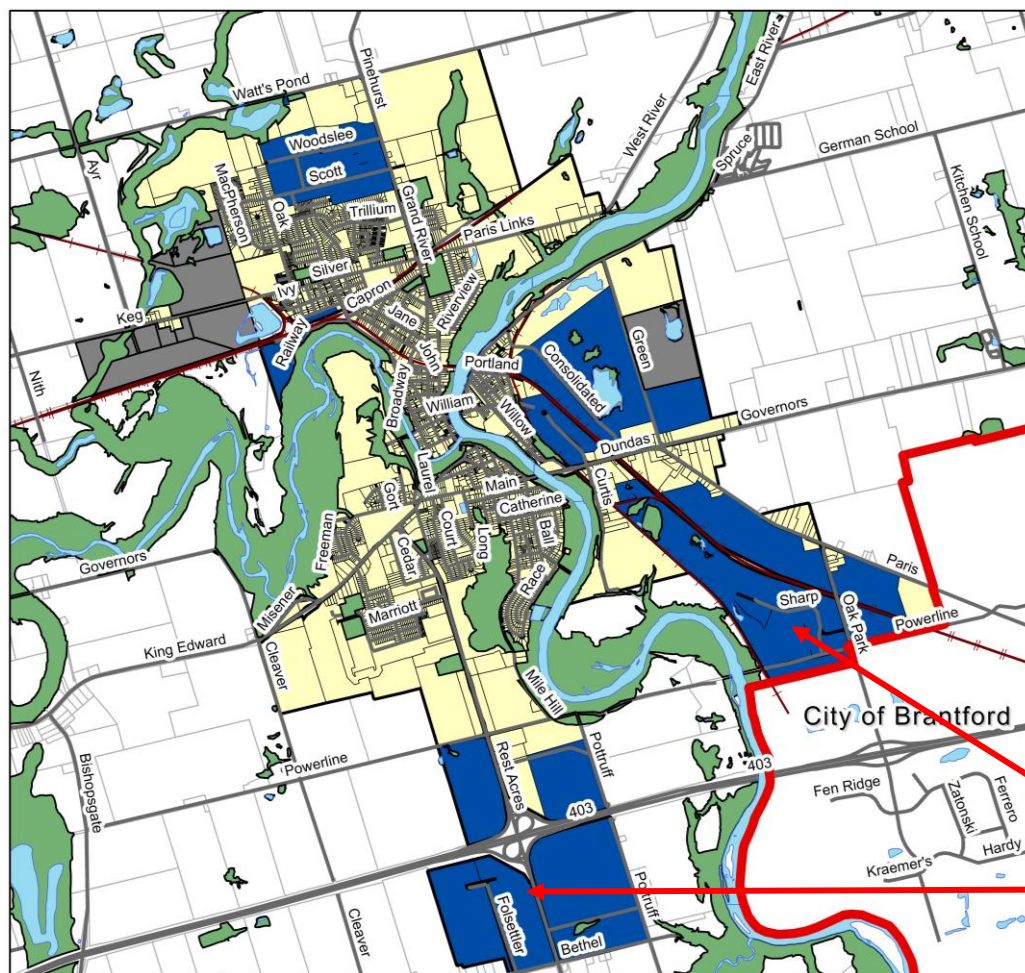 Watt's Pond
Pinehurst
East River
West River
Woodslee
Scott
Spruce
German School
Ayr
MacPherson
Oak
Trillium
Grand River
Paris Links
Kitchen School
Silver
Ivy
Capron
Keg
Jane
Riverview
Railway
John
Portland
Green
Consolidated
Nith
Broadway
William
Willow
Governors
Dundas
Laurel
Main
Curtis
Gort
Catherine
Court
Long
Ball
Freeman
Cedar
Governors
Paris
Race
Misener
Marriott
Sharp
Oak Park
Powerline
King Edward
Cleaver
Mile Hill
City of Brantford
Powerline
Rest Acres
Pottruff
403
Bishopsgate
Fen Ridge
Zatonski
Ferrero
403
Hardy
Kraemer's
Folsettler
Pottruff
Cleaver
Bethel